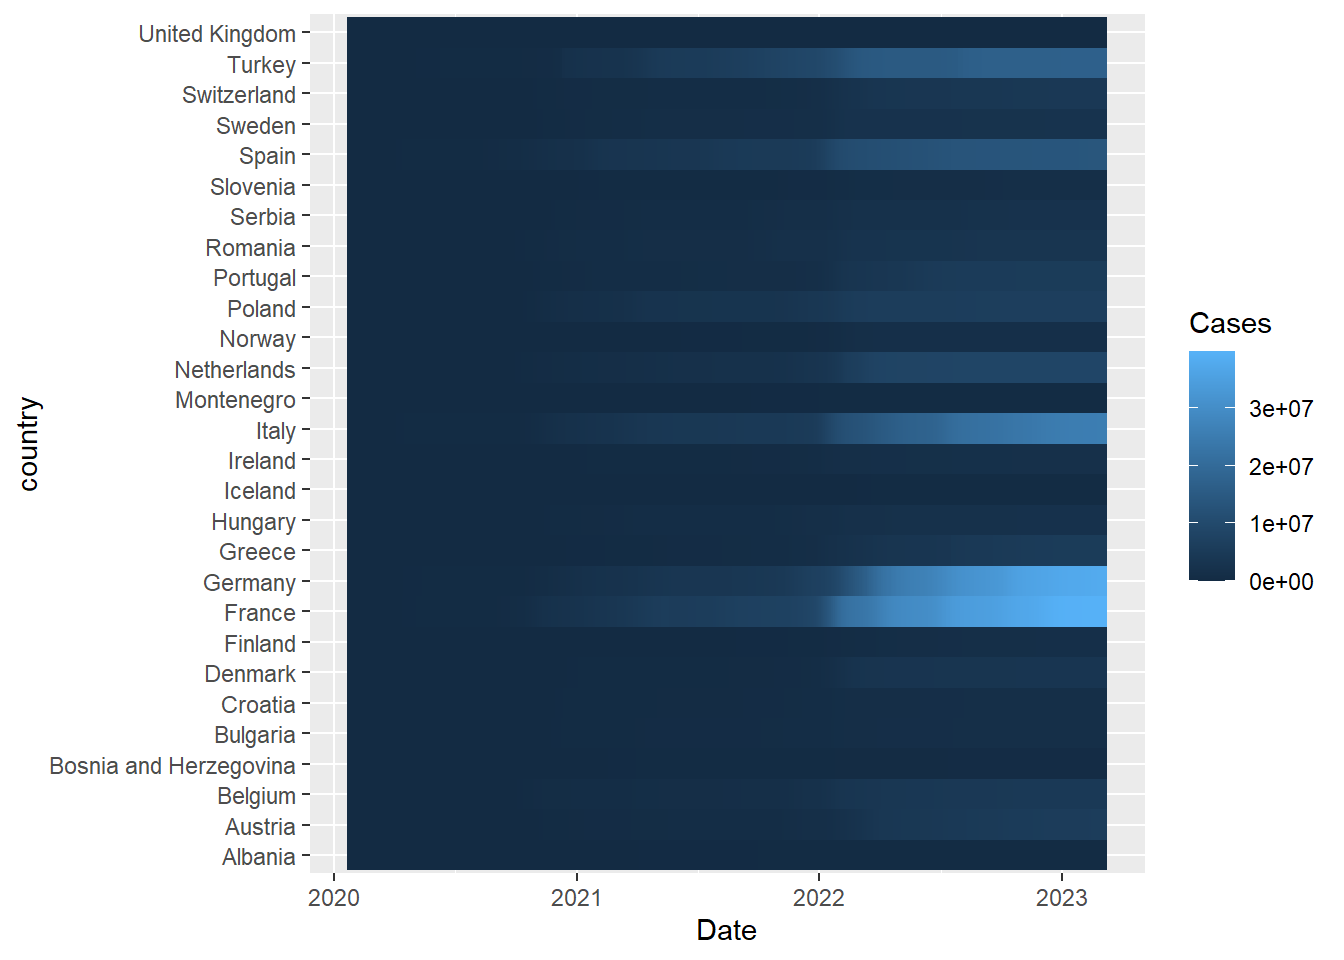 United Kingdom
Turkey
Switzerland
Sweden
Spain
Slovenia
Serbia
Romania
Portugal
Poland
Norway
Netherlands
Montenegro
Italy
Ireland
Iceland
Hungary
Greece
Germany
France
Finland
Denmark
Croatia
Bulgaria
Bosnia and Herzegovina
Belgium
Austria
Albania
country
2020 2021 2022 2023
Date
Cases
3e+07
2e+07
1e+07
0e+00